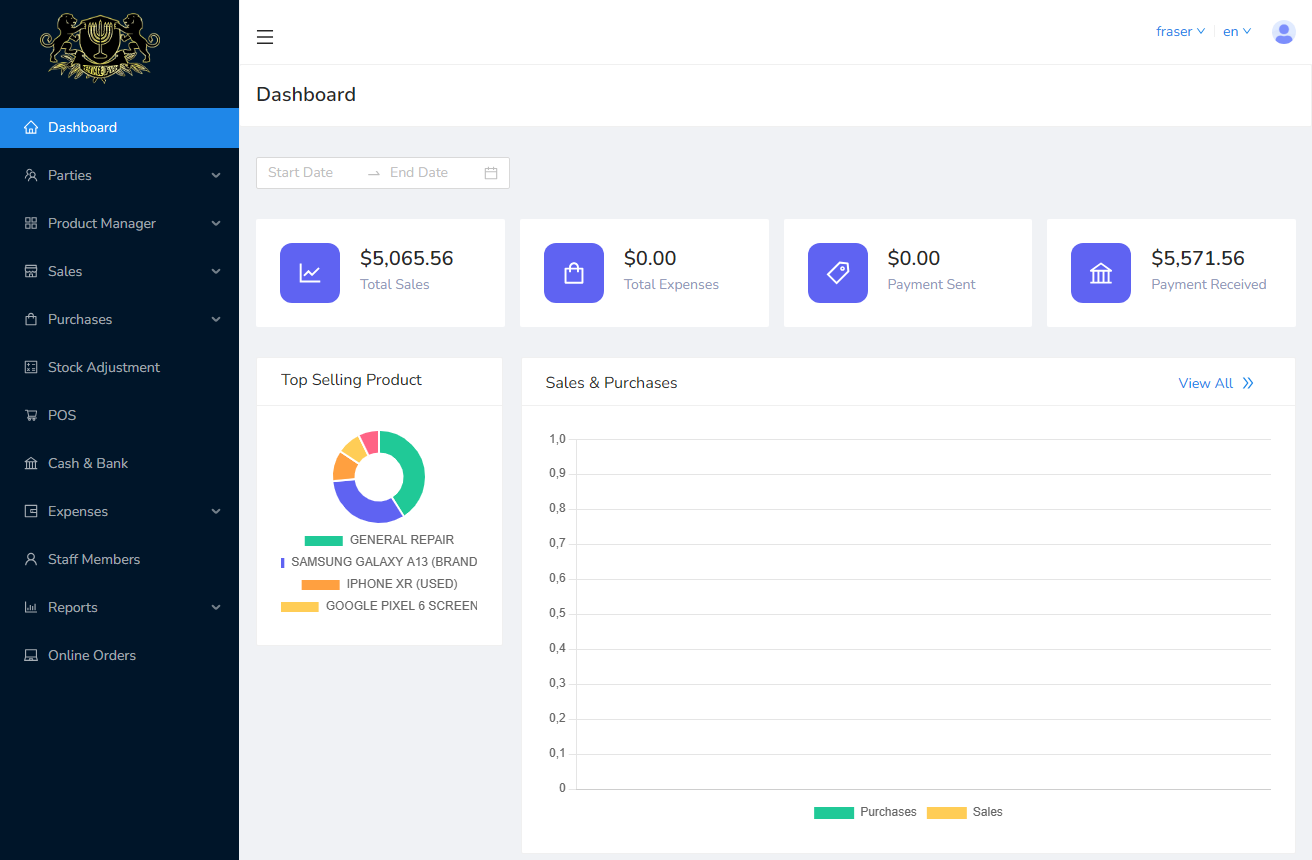 fraser
en
Dashboard
Dashboard
Parties
Product Manager
Sales
Purchases
Stock Adjustment
POS
Cash & Bank
Expenses
Staff Members
Reports
Online Orders
Start Date
End Date
$5,065.56
Total Sales
$0.00
Total Expenses
$0.00
Payment Sent
$5,571.56
Payment Received
Top Selling Product
GENERAL REPAIR
SAMSUNG GALAXY A13 (BRAND
IPHONE XR (USED)
GOOGLE PIXEL 6 SCREEN
Sales & Purchases
View All
1,0
0,9
0,8
0,7
0,6
0,5
0,4
0,3
0,2
0,1
0
Purchases
Sales